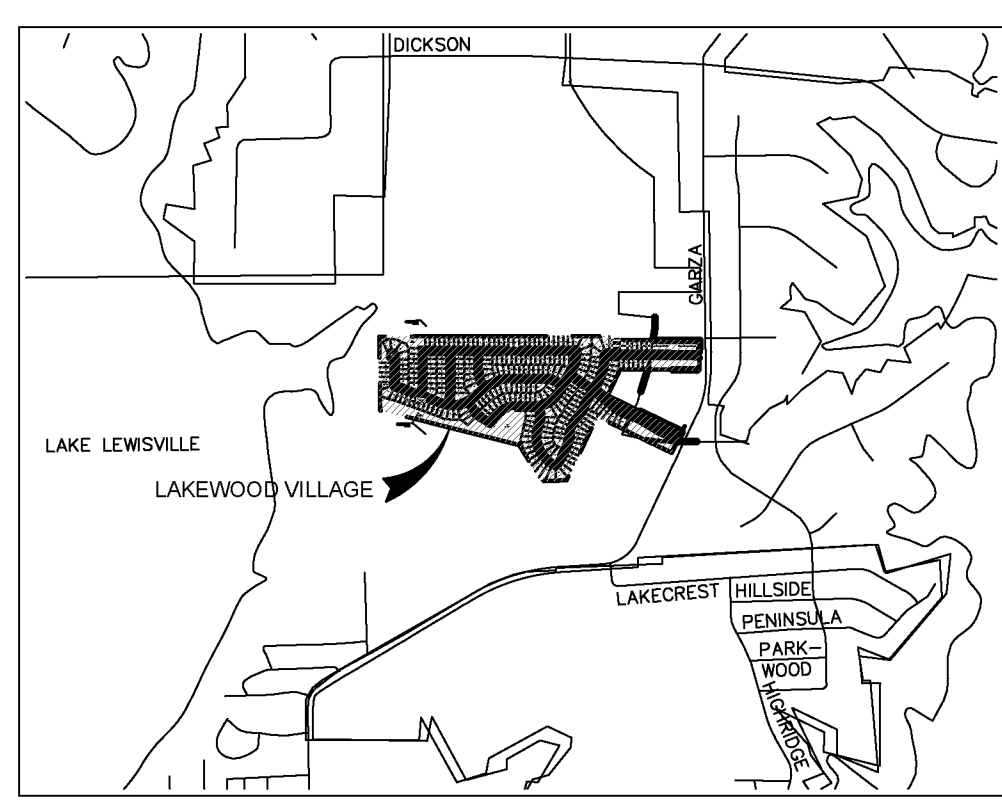 DICKSON
GARZA
LAKE LEWISVILLE
LAKEWOOD VILLAGE
LAKECREST
HILLSIDE
PENINSULA
PARK-
WOOD
HIGHRIDGE